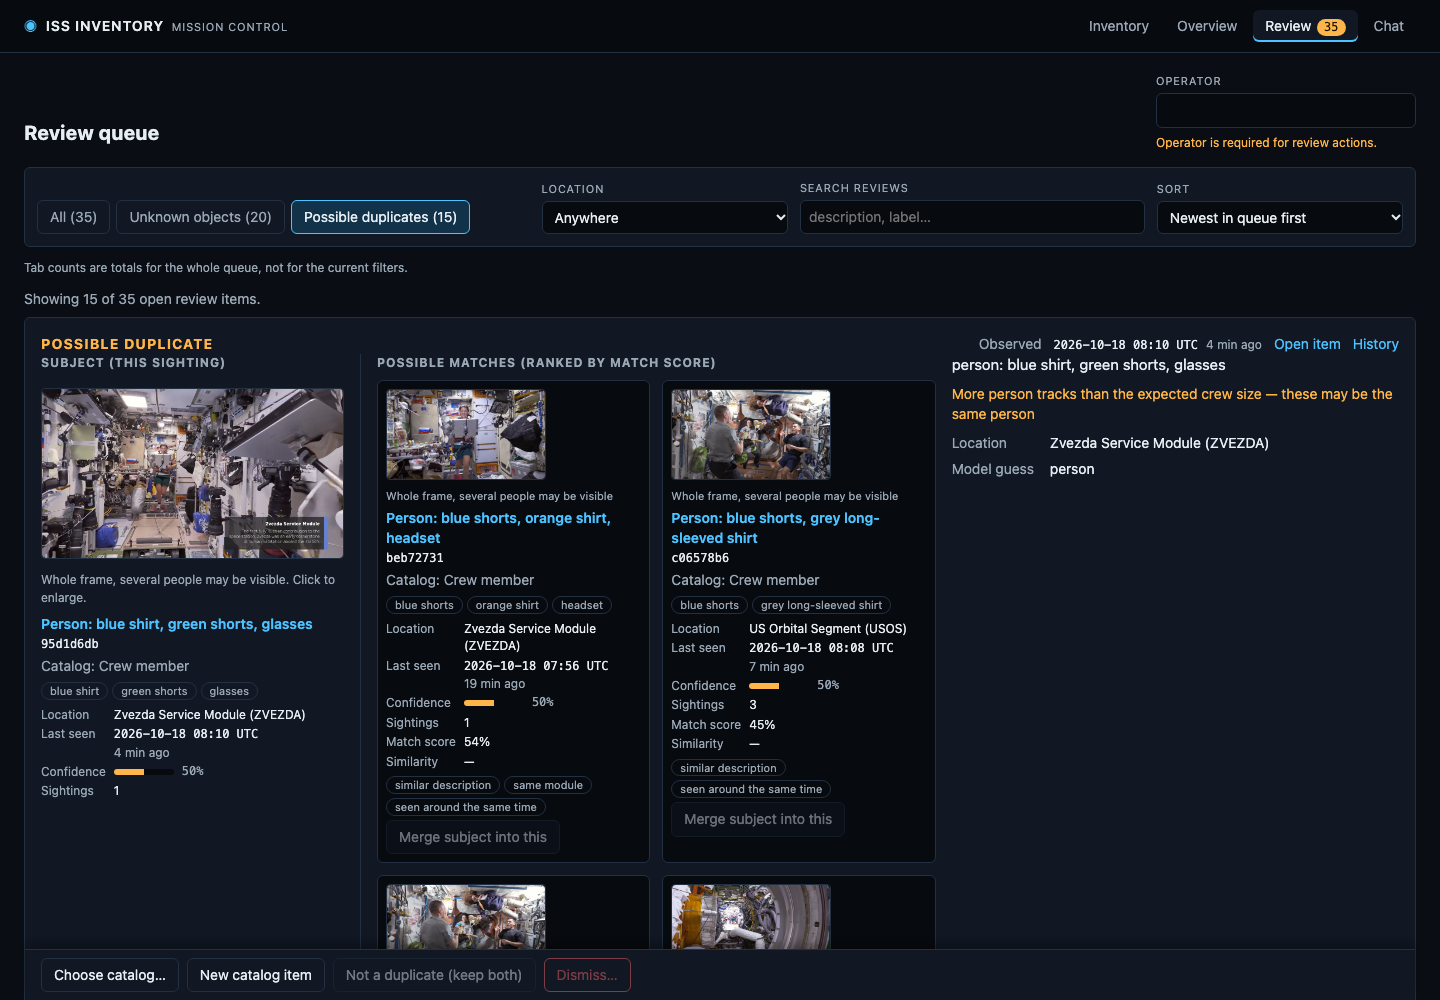 ISS INVENTORY MISSION CONTROL
Inventory Overview Review 35 Chat
OPERATOR
Review queue
Operator is required for review actions.
LOCATION SEARCH REVIEWS SORT
All (35) Unknown objects (20) Possible duplicates (15) Anywhere description, label... Newest in queue first
Tab counts are totals for the whole queue, not for the current filters.
Showing 15 of 35 open review items.
POSSIBLE DUPLICATE
Observed 2026-10-18 08:10 UTC 4 min ago Open item History
SUBJECT (THIS SIGHTING)
Zvezda Service Module
Whole frame, several people may be visible. Click to
enlarge.
Person: blue shirt, green shorts, glasses
95d1d6db
Catalog: Crew member
blue shirt green shorts glasses
Location Zvezda Service Module (ZVEZDA)
Last seen 2026-10-18 08:10 UTC
4 min ago
Confidence 50%
Sightings 1
POSSIBLE MATCHES (RANKED BY MATCH SCORE)
Whole frame, several people may be visible
Person: blue shorts, orange shirt,
headset
beb72731
Catalog: Crew member
blue shorts orange shirt headset
Location Zvezda Service Module
(ZVEZDA)
Last seen 2026-10-18 07:56 UTC
19 min ago
Confidence 50%
Sightings 1
Match score 54%
Similarity —
similar description same module
seen around the same time
Merge subject into this
Whole frame, several people may be visible
Person: blue shorts, grey long-
sleeved shirt
c06578b6
Catalog: Crew member
blue shorts grey long-sleeved shirt
Location US Orbital Segment (USOS)
Last seen 2026-10-18 08:08 UTC
7 min ago
Confidence 50%
Sightings 3
Match score 45%
Similarity —
similar description
seen around the same time
Merge subject into this
person: blue shirt, green shorts, glasses
More person tracks than the expected crew size — these may be the
same person
Location Zvezda Service Module (ZVEZDA)
Model guess person
Choose catalog... New catalog item Not a duplicate (keep both) Dismiss...